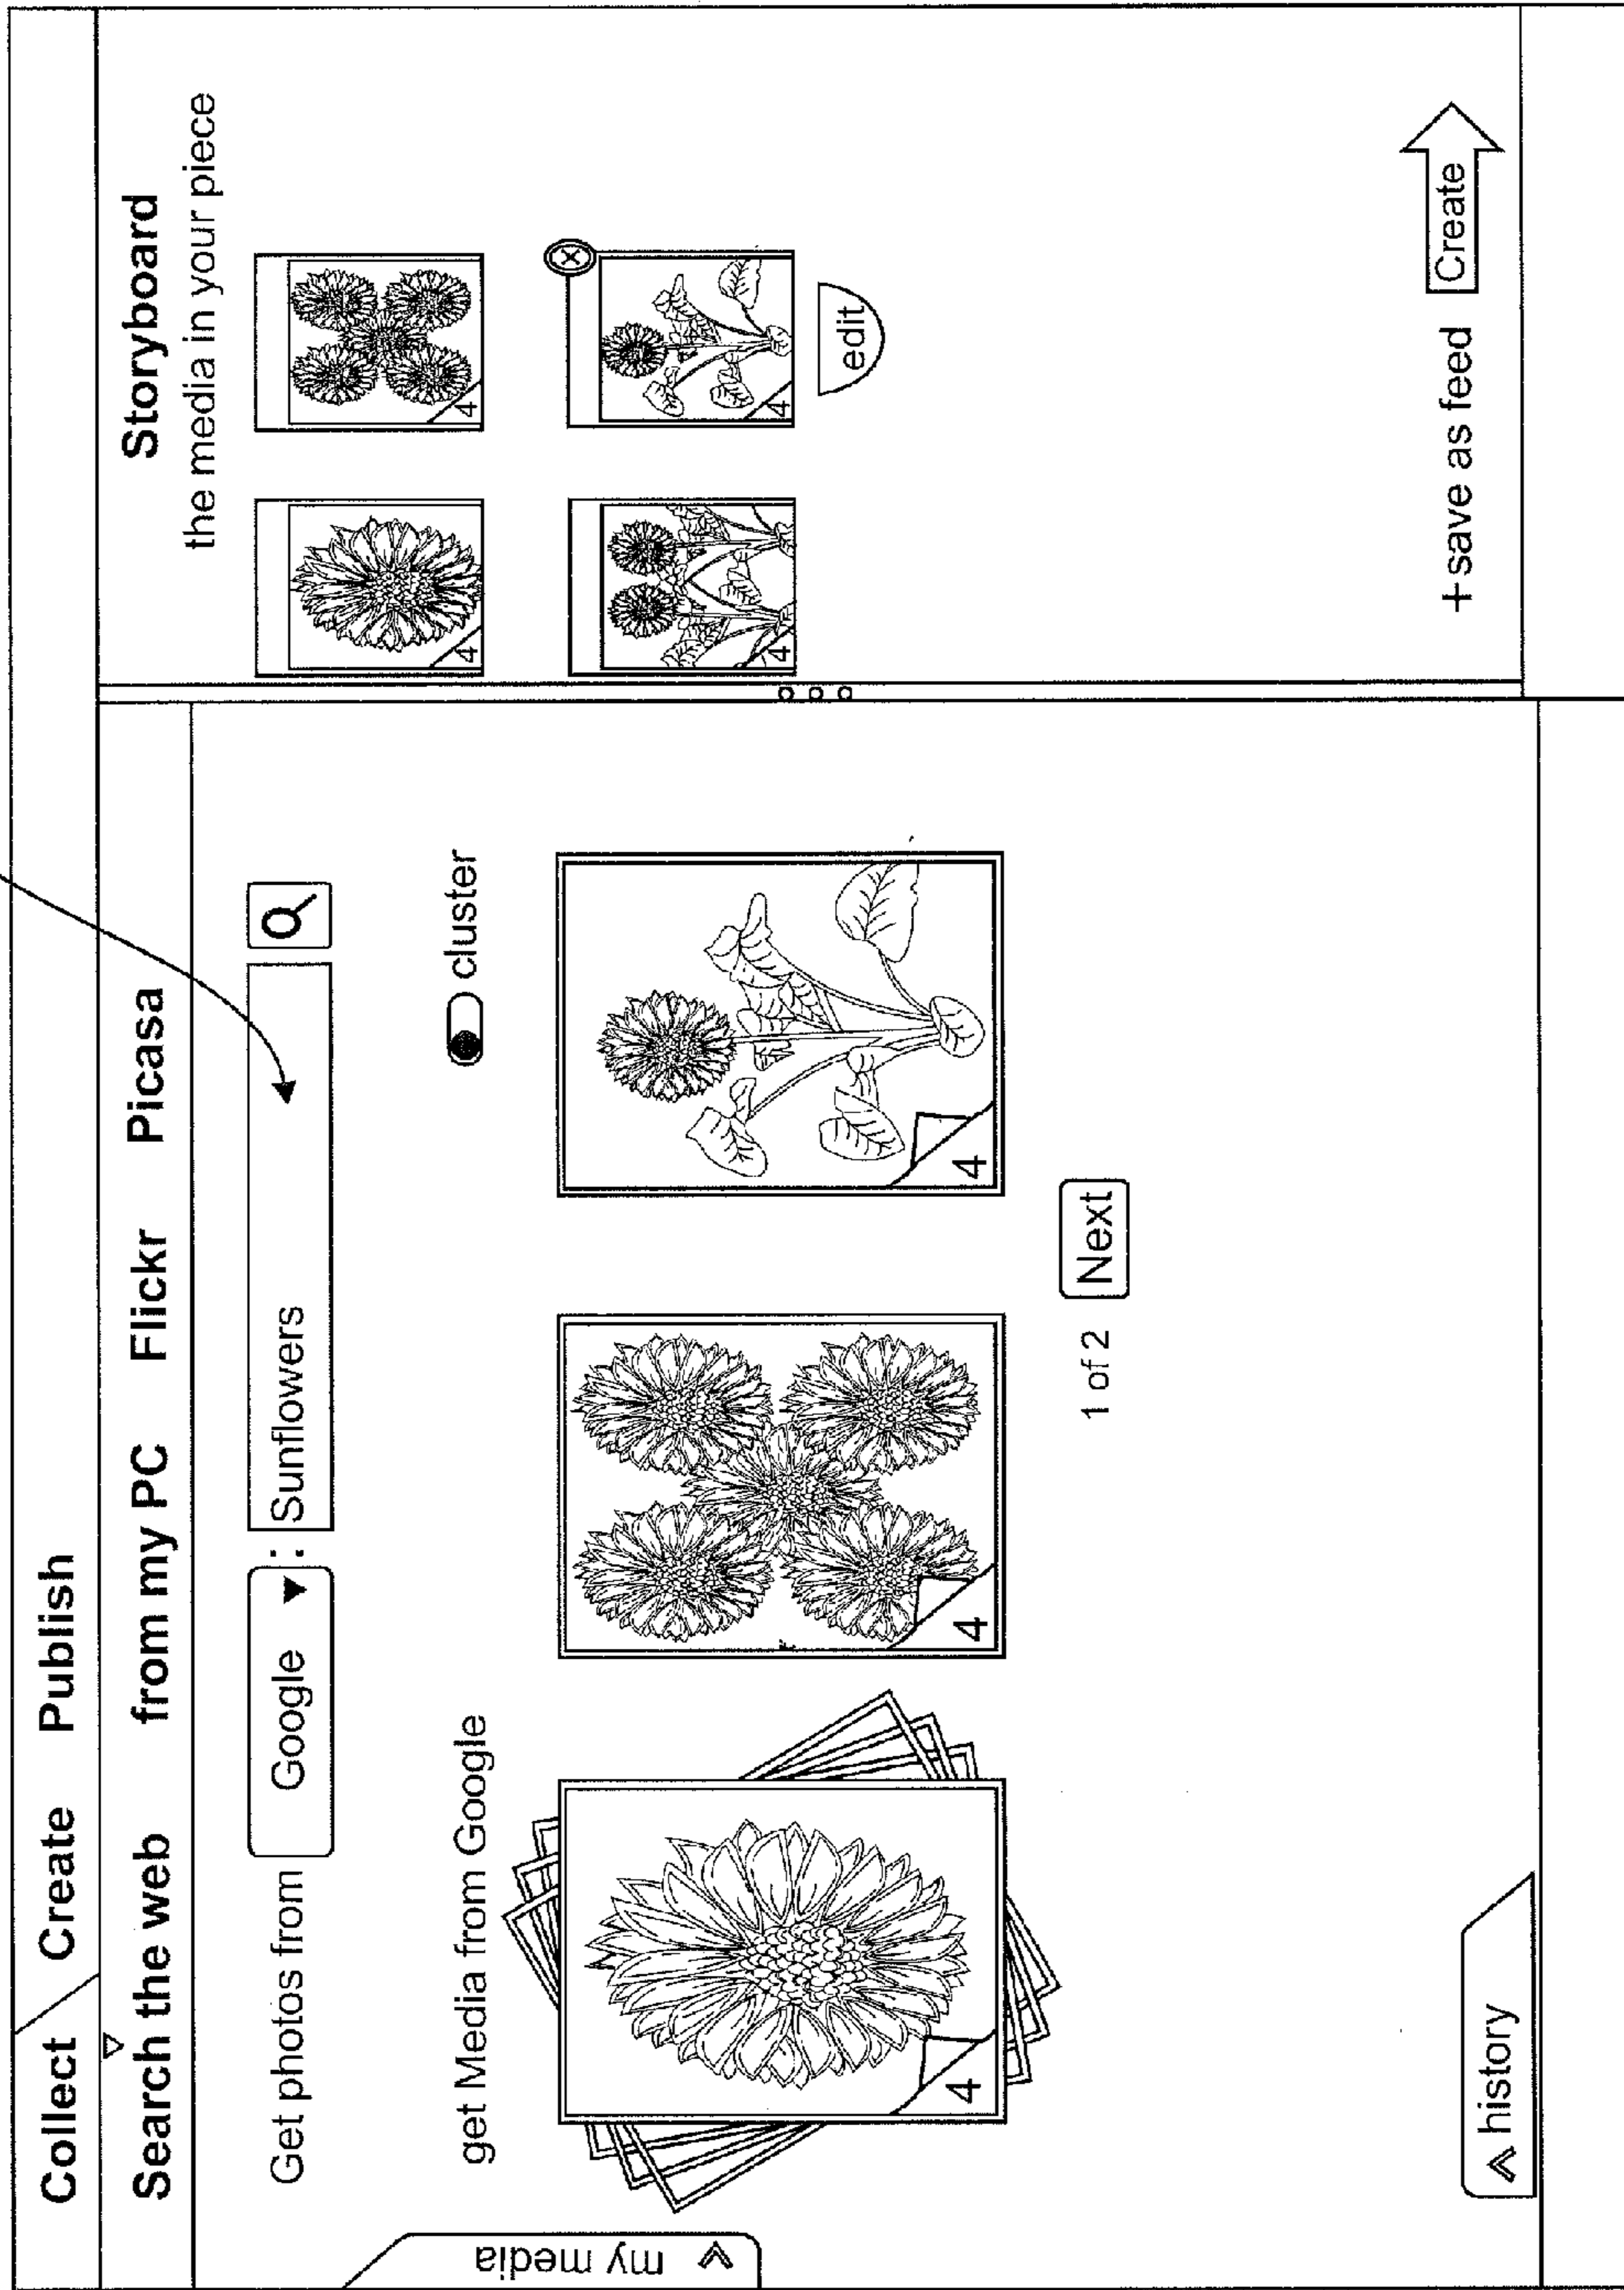 Collect Create Publish
Search the web from my PC Flickr Picasa
Get photos from Google : Sunflowers
get Media from Google cluster
4
4
4
1 of 2 Next
my media
history
Storyboard
the media in your piece
4
4
4
4
edit
+save as feed Create